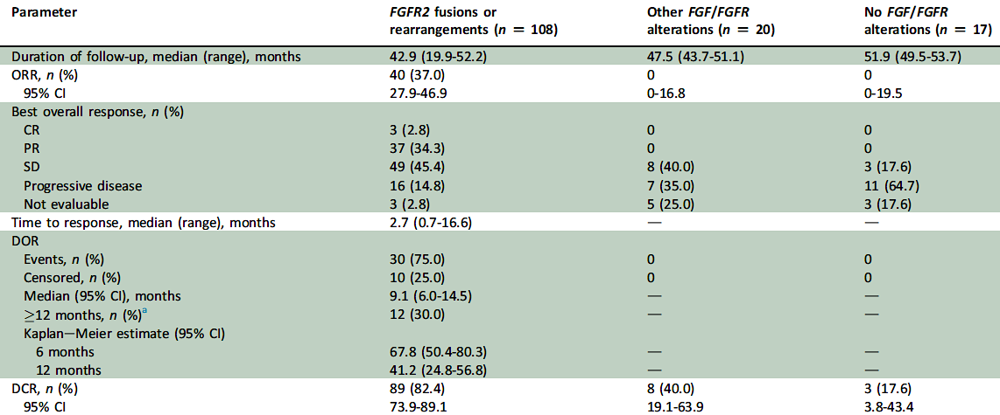 Parameter FGFR2 fusions or Other FGF/FGFR No FGF/FGFR
rearrangements (n = 108) alterations (n = 20) alterations (n = 17)
Duration of follow-up, median (range), months 42.9 (19.9-52.2) 47.5 (43.7-51.1) 51.9 (49.5-53.7)
ORR, n (%) 40 (37.0) 0 0
95% CI 27.9-46.9 0-16.8 0-19.5
Best overall response, n (%)
CR 3 (2.8) 0 0
PR 37 (34.3) 0 0
SD 49 (45.4) 8 (40.0) 3 (17.6)
Progressive disease 16 (14.8) 7 (35.0) 11 (64.7)
Not evaluable 3 (2.8) 5 (25.0) 3 (17.6)
Time to response, median (range), months 2.7 (0.7-16.6) — —
DOR
Events, n (%) 30 (75.0) 0 0
Censored, n (%) 10 (25.0) 0 0
Median (95% CI), months 9.1 (6.0-14.5) — —
≥12 months, n (%)a 12 (30.0) — —
Kaplan—Meier estimate (95% CI)
6 months 67.8 (50.4-80.3) — —
12 months 41.2 (24.8-56.8) — —
DCR, n (%) 89 (82.4) 8 (40.0) 3 (17.6)
95% CI 73.9-89.1 19.1-63.9 3.8-43.4